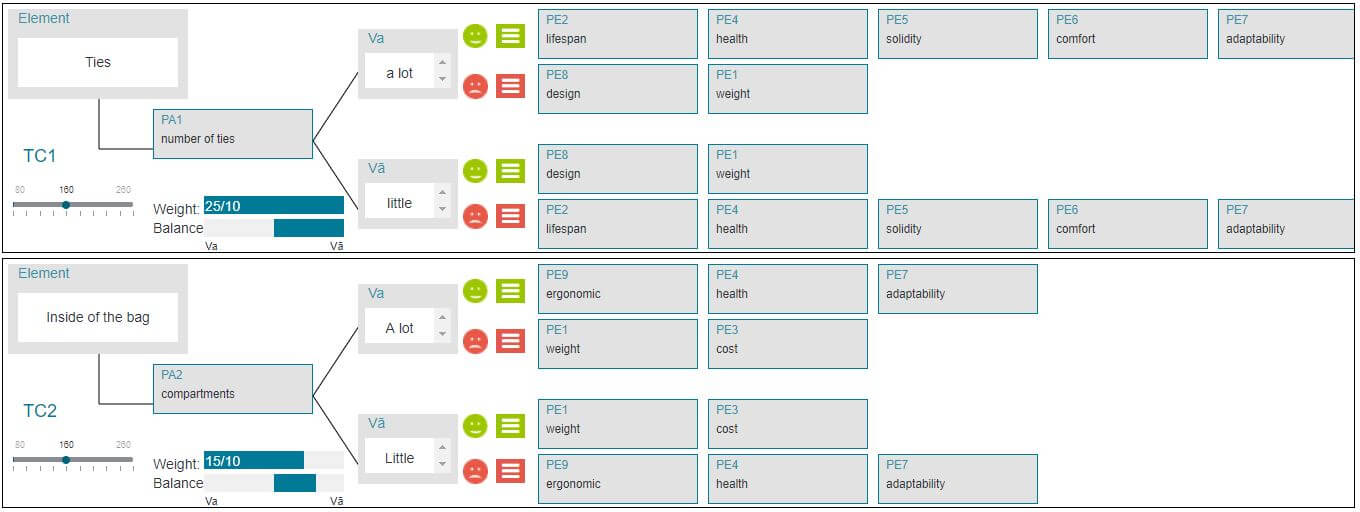 Element
Ties
TC1
80 160 260
PA1
number of ties
Weight: 25/10
Balance
Va Vā
Va
a lot
PE2 PE4 PE5 PE6 PE7
lifespan health solidity comfort adaptability
PE8 PE1
design weight
Vā
little
PE8 PE1
design weight
PE2 PE4 PE5 PE6 PE7
lifespan health solidity comfort adaptability
Element
Inside of the bag
TC2
80 160 260
PA2
compartments
Weight: 15/10
Balance
Va Vā
Va
A lot
PE9 PE4 PE7
ergonomic health adaptability
PE1 PE3
weight cost
Vā
Little
PE1 PE3
weight cost
PE9 PE4 PE7
ergonomic health adaptability